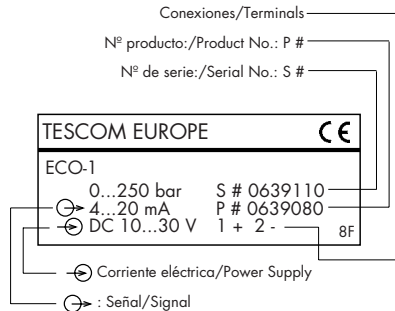 Conexiones/Terminals
Nº producto:/Product No.: P #
Nº de serie:/Serial No.: S #
TESCOM EUROPE CE
ECO-1
0...250 bar S # 0639110
4...20 mA P # 0639080
DC 10...30 V 1 + 2 - 8F
Corriente eléctrica/Power Supply
: Señal/Signal